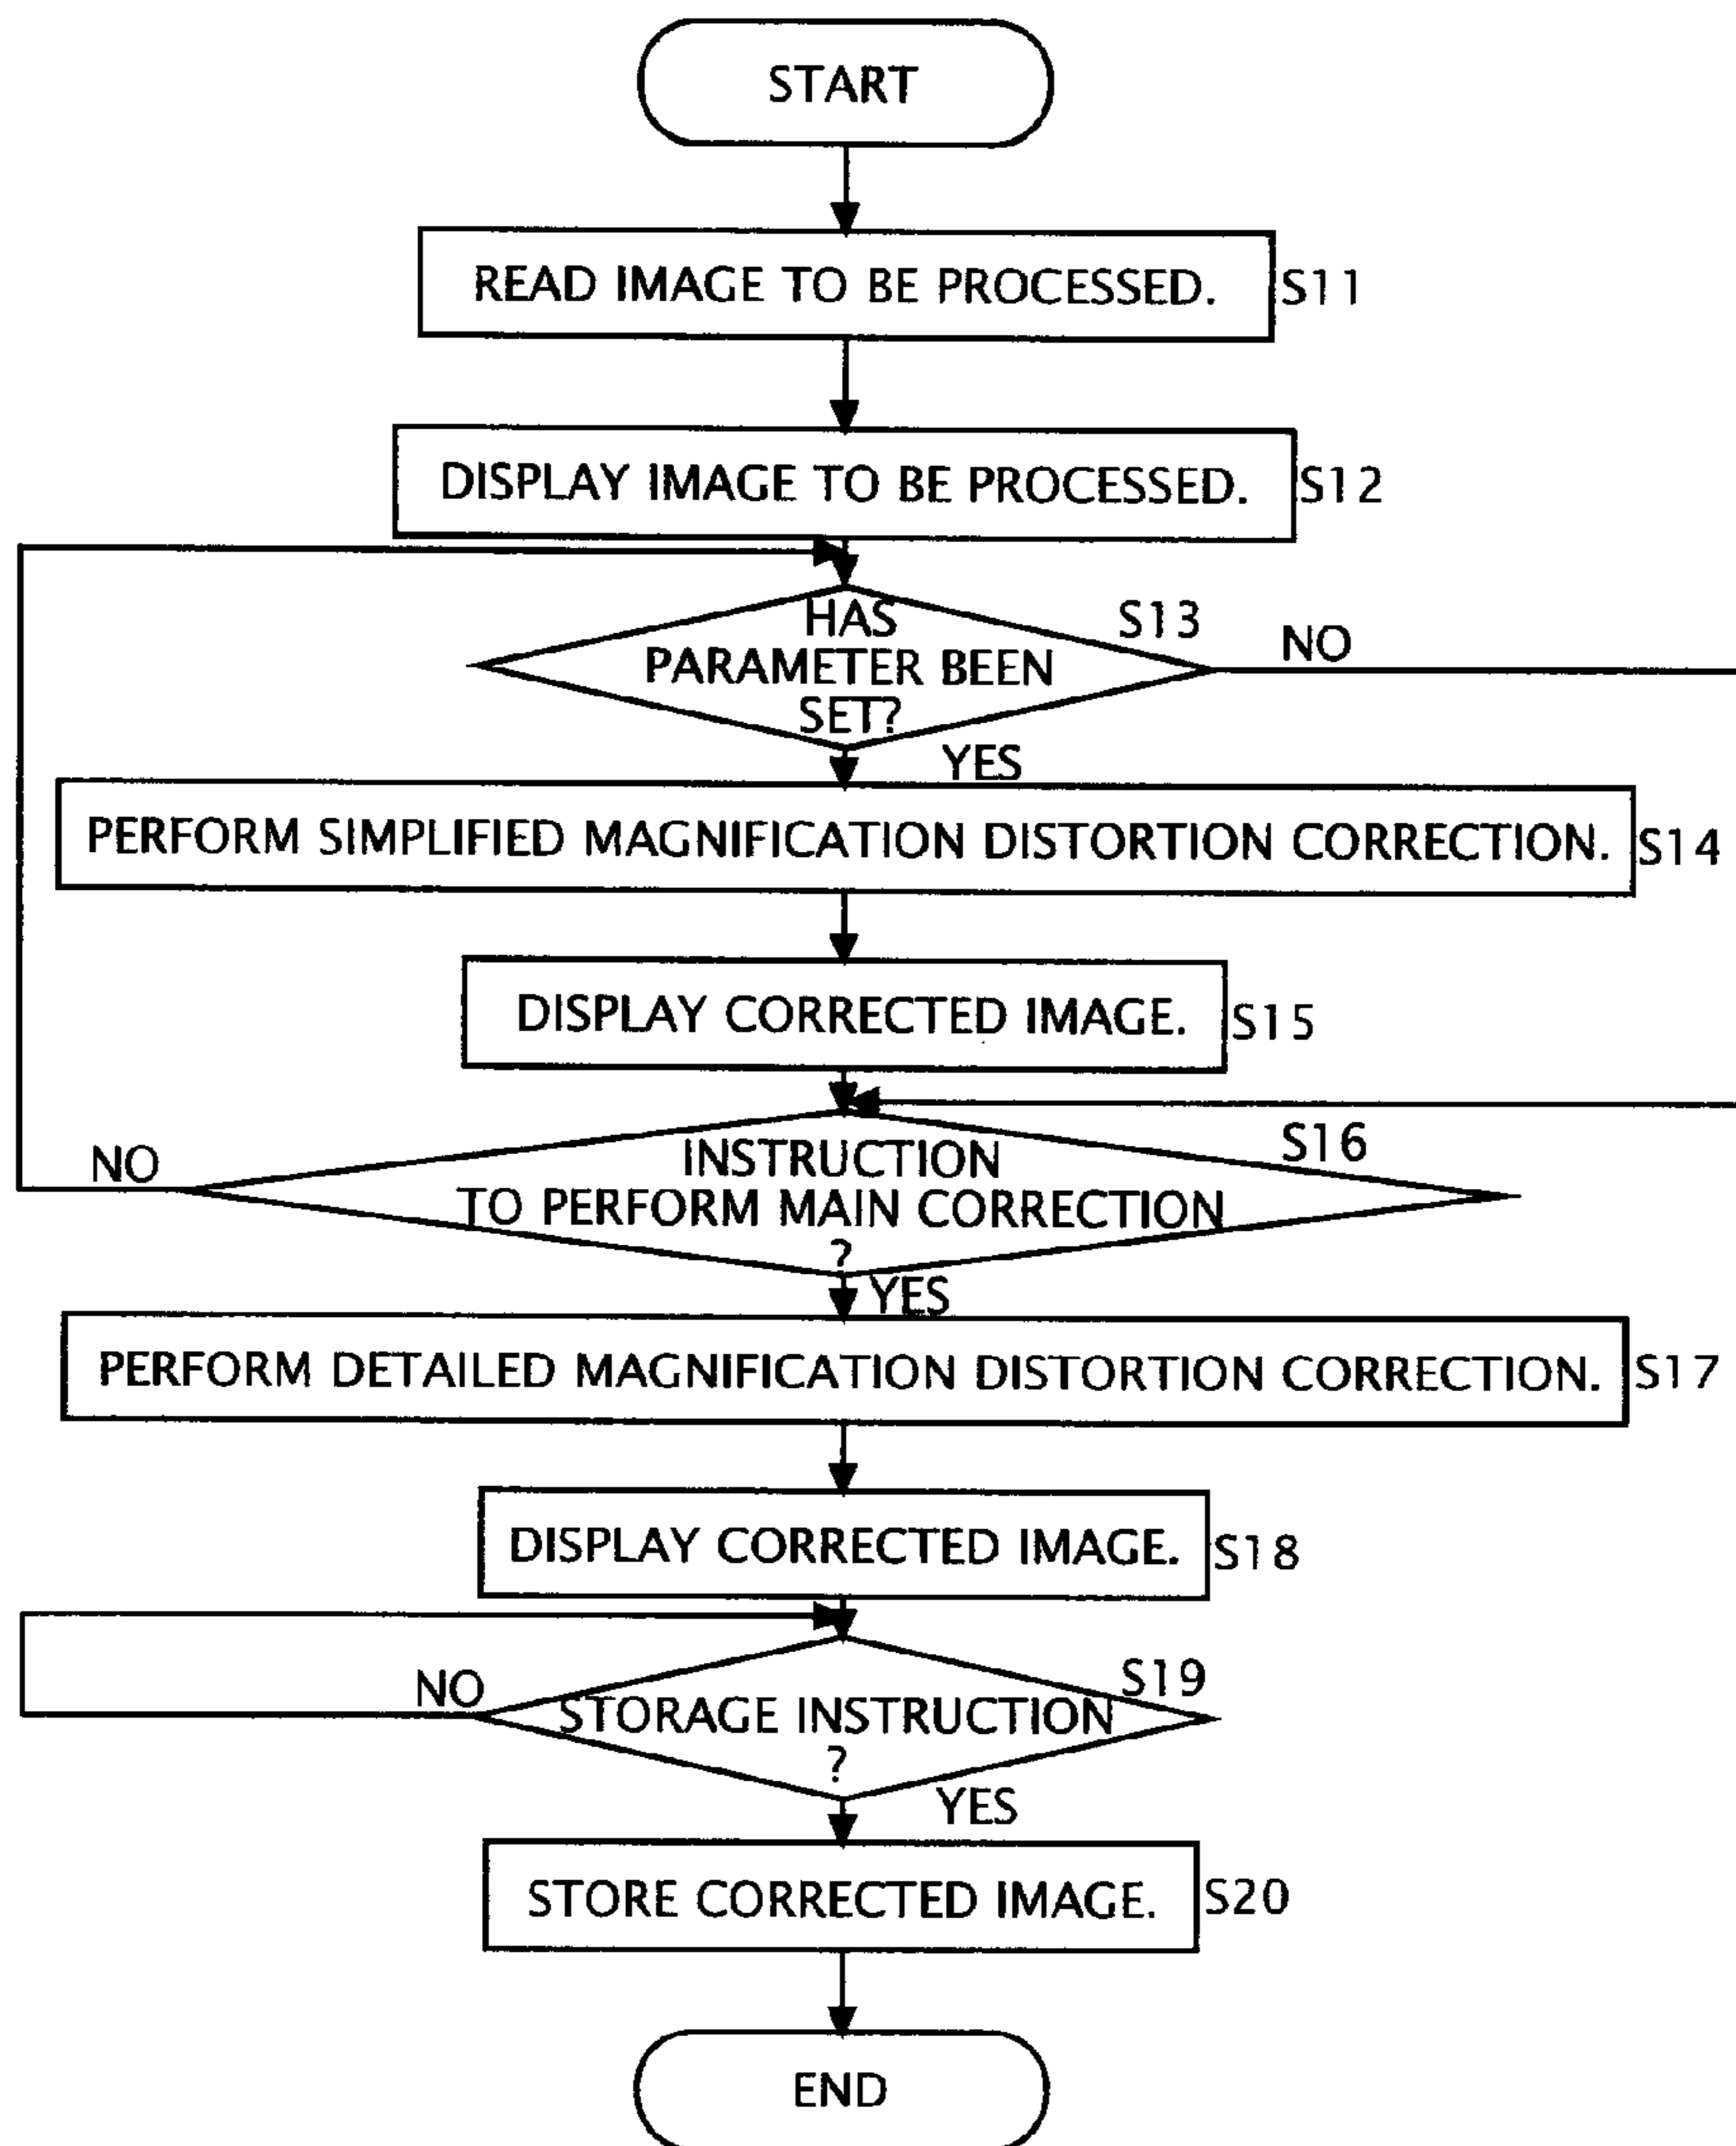 START
READ IMAGE TO BE PROCESSED.
S11
DISPLAY IMAGE TO BE PROCESSED.
S12
HAS
PARAMETER BEEN
SET?
S13
NO
YES
PERFORM SIMPLIFIED MAGNIFICATION DISTORTION CORRECTION.
S14
DISPLAY CORRECTED IMAGE.
S15
INSTRUCTION
TO PERFORM MAIN CORRECTION
?
S16
NO
YES
PERFORM DETAILED MAGNIFICATION DISTORTION CORRECTION.
S17
DISPLAY CORRECTED IMAGE.
S18
STORAGE INSTRUCTION
?
S19
NO
YES
STORE CORRECTED IMAGE.
S20
END